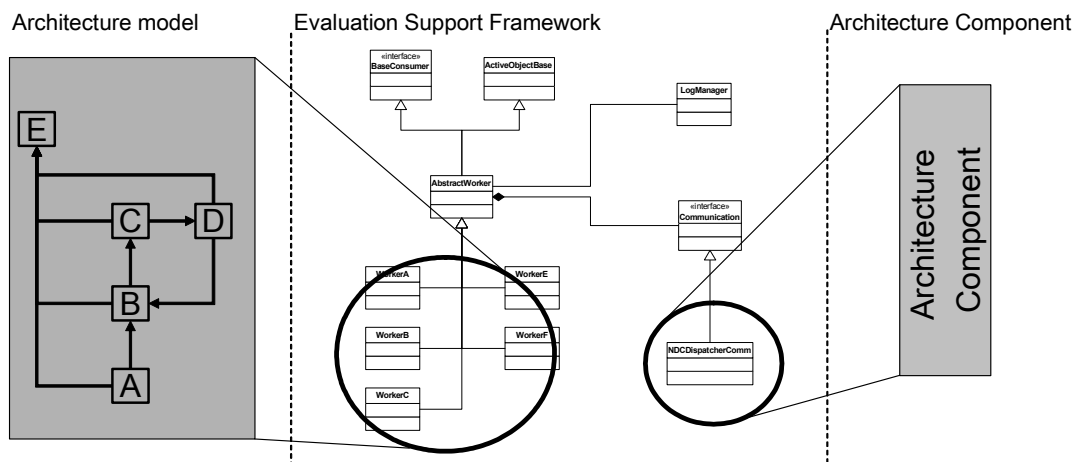 Architecture model
Evaluation Support Framework
Architecture Component
«interface»
BaseConsumer
ActiveObjectBase
LogManager
E
AbstractWorker
«interface»
Communication
C
D
B
A
WorkerA
WorkerE
WorkerB
WorkerF
WorkerC
NDCDispatcherComm
Architecture
Component